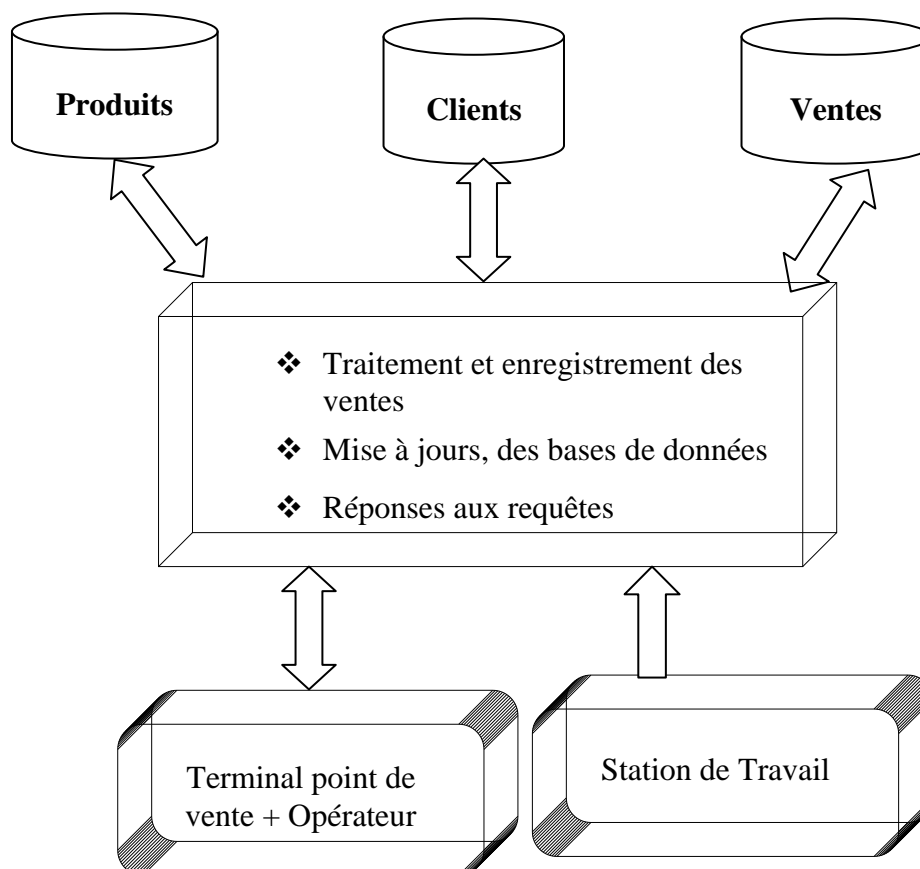 Produits
Clients
Ventes
❖ Traitement et enregistrement des
ventes
❖ Mise à jours, des bases de données
❖ Réponses aux requêtes
Terminal point de
vente + Opérateur
Station de Travail